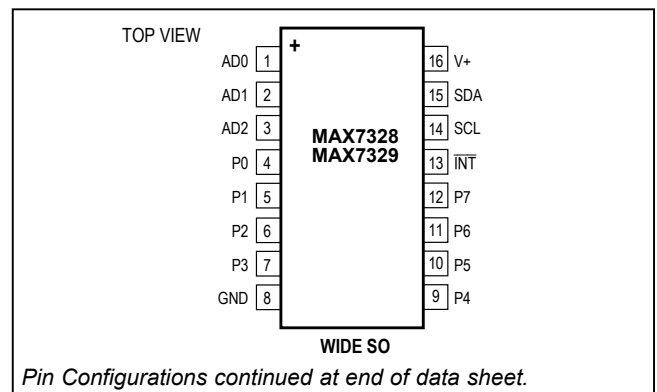 TOP VIEW
+
AD0 1
AD1 2
AD2 3
P0 4
P1 5
P2 6
P3 7
GND 8
MAX7328
MAX7329
16 V+
15 SDA
14 SCL
13 I̅N̅T̅
12 P7
11 P6
10 P5
9 P4
WIDE SO
Pin Configurations continued at end of data sheet.